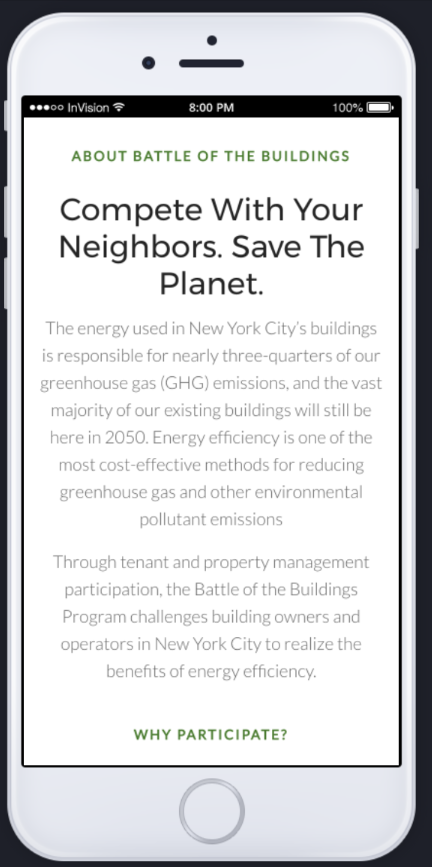 InVision 8:00 PM 100%
ABOUT BATTLE OF THE BUILDINGS
Compete With Your
Neighbors. Save The
Planet.
The energy used in New York City's buildings
is responsible for nearly three-quarters of our
greenhouse gas (GHG) emissions, and the vast
majority of our existing buildings will still be
here in 2050. Energy efficiency is one of the
most cost-effective methods for reducing
greenhouse gas and other environmental
pollutant emissions
Through tenant and property management
participation, the Battle of the Buildings
Program challenges building owners and
operators in New York City to realize the
benefits of energy efficiency.
WHY PARTICIPATE?